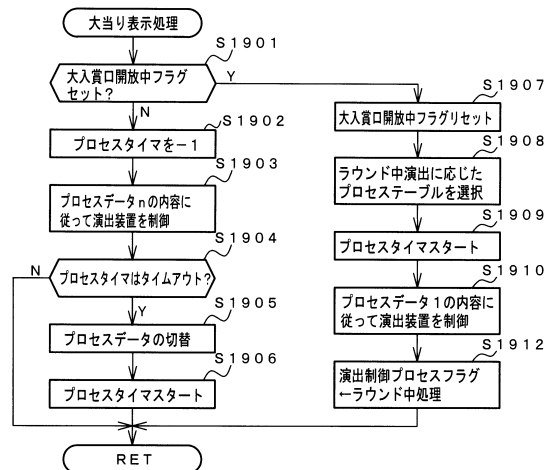 大当り表示処理
S1901
大入賞口開放中フラグ
セット？
Y
N
S1902
プロセスタイマを－1
S1903
プロセスデータnの内容に
従って演出装置を制御
S1904
N
プロセスタイマはタイムアウト？
Y
S1905
プロセスデータの切替
S1906
プロセスタイマスタート
RET
S1907
大入賞口開放中フラグリセット
S1908
ラウンド中演出に応じた
プロセステーブルを選択
S1909
プロセスタイマスタート
S1910
プロセスデータ1の内容に
従って演出装置を制御
S1912
演出制御プロセスフラグ
←ラウンド中処理